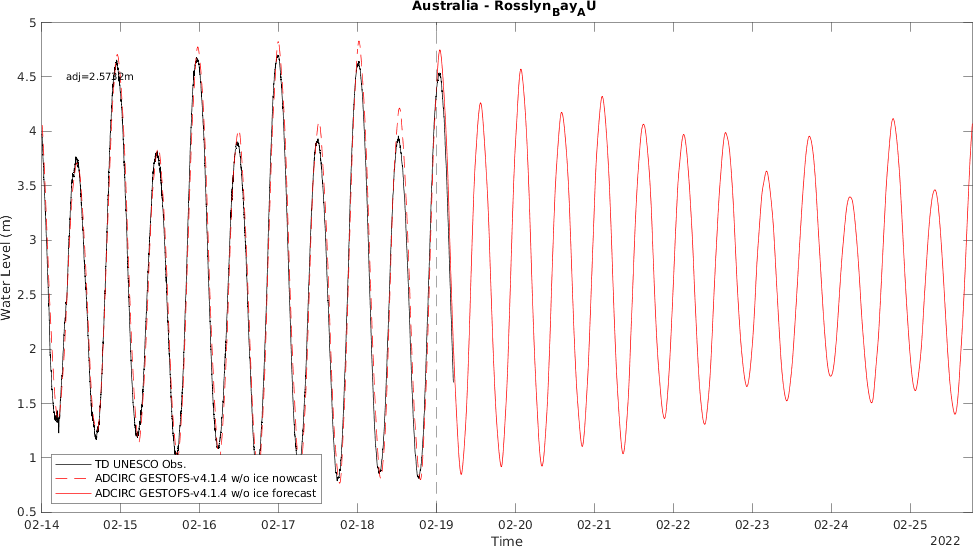 Australia - Rosslyn_Bay_AU
5
4.5
4
3.5
3
2.5
2
1.5
1
0.5
Water Level (m)
adj=2.5732m
TD UNESCO Obs.
ADCIRC GESTOFS-v4.1.4 w/o ice nowcast
ADCIRC GESTOFS-v4.1.4 w/o ice forecast
02-14 02-15 02-16 02-17 02-18 02-19 02-20 02-21 02-22 02-23 02-24 02-25
Time
2022